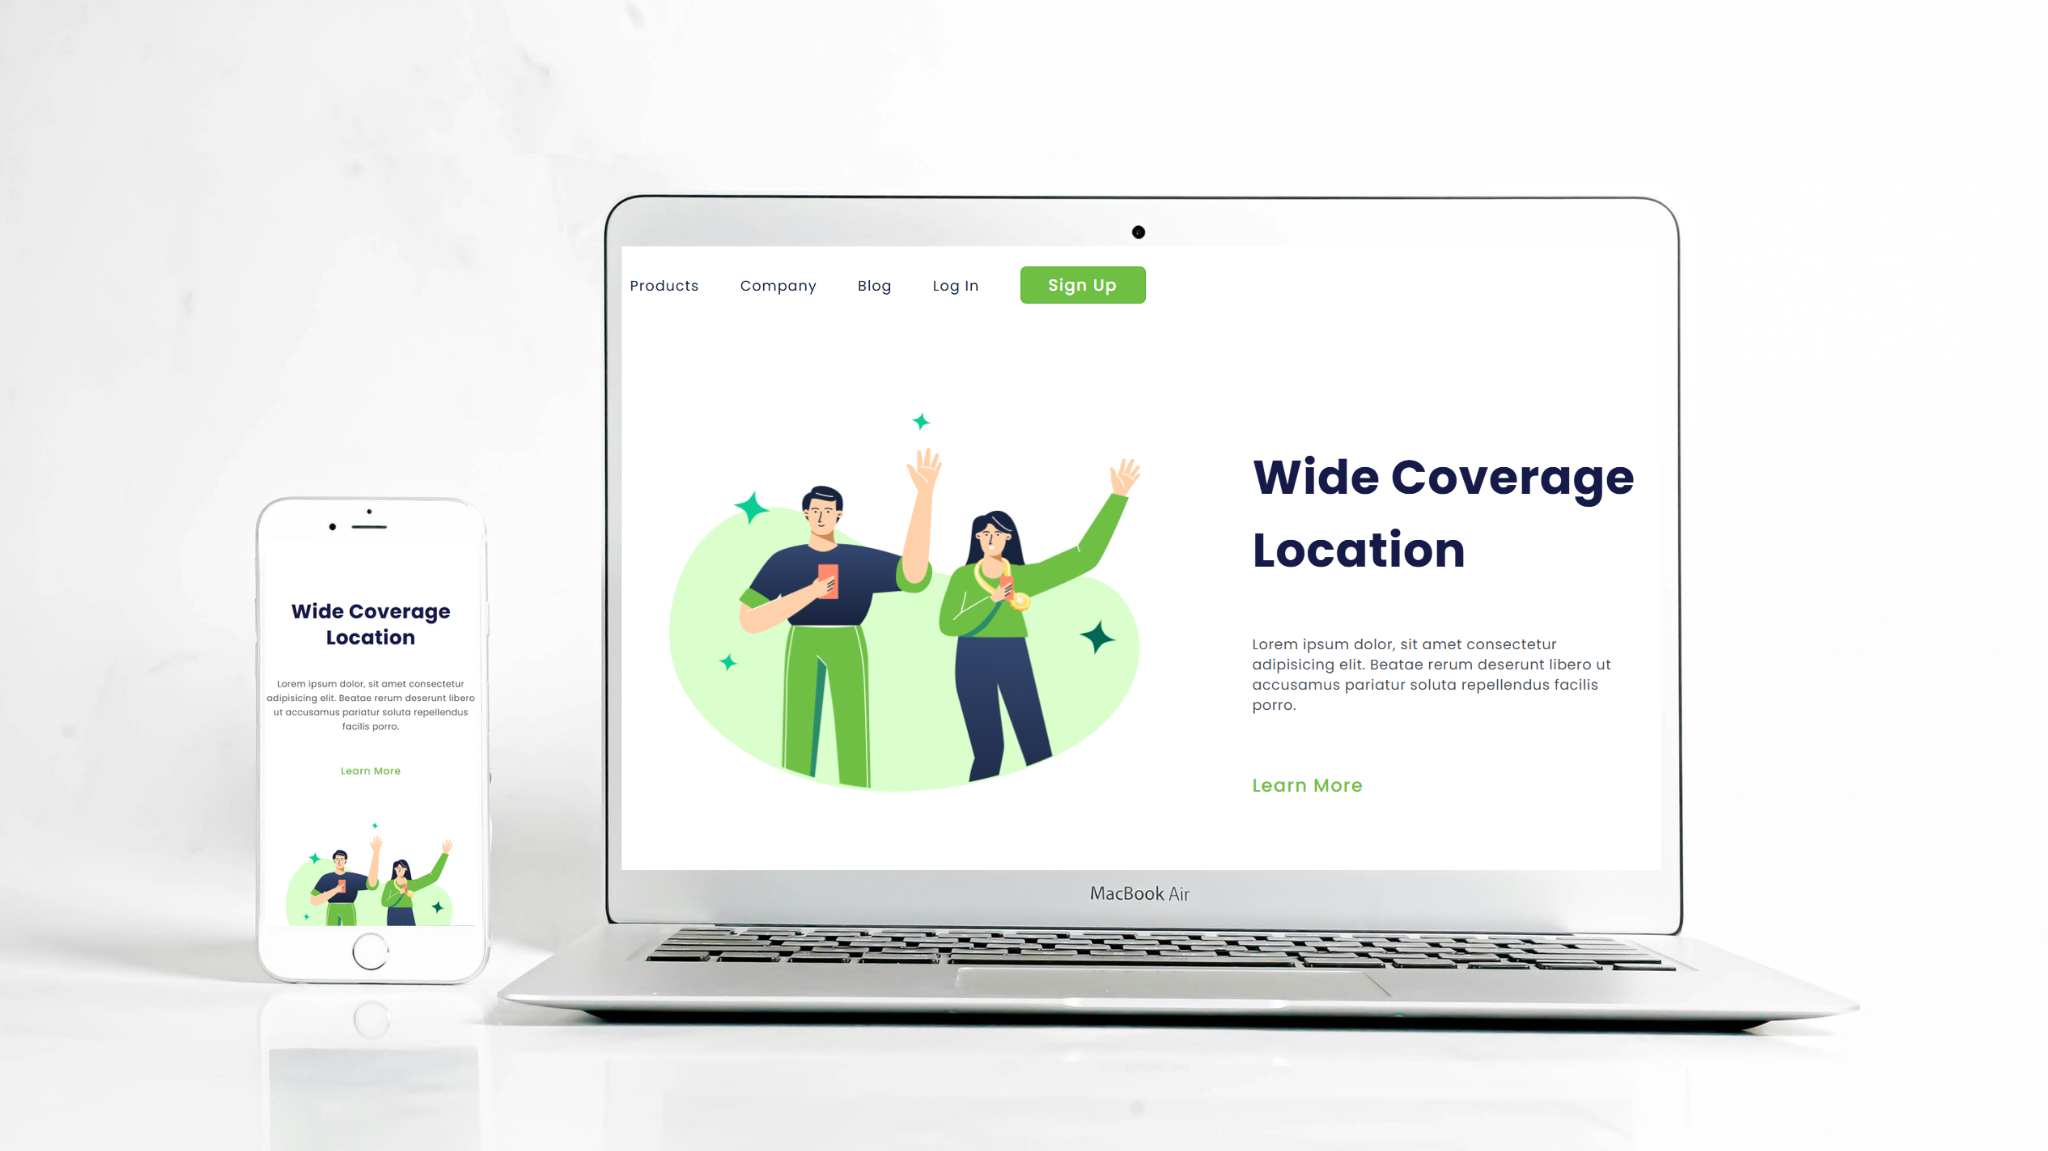 Products Company Blog Log In Sign Up
Wide Coverage
Location
Lorem ipsum dolor, sit amet consectetur
adipisicing elit. Beatae rerum deserunt libero ut
accusamus pariatur soluta repellendus facilis
porro.
Learn More
MacBook Air
Wide Coverage
Location
Lorem ipsum dolor, sit amet consectetur
adipisicing elit. Beatae rerum deserunt libero
ut accusamus pariatur soluta repellendus
facilis porro.
Learn More